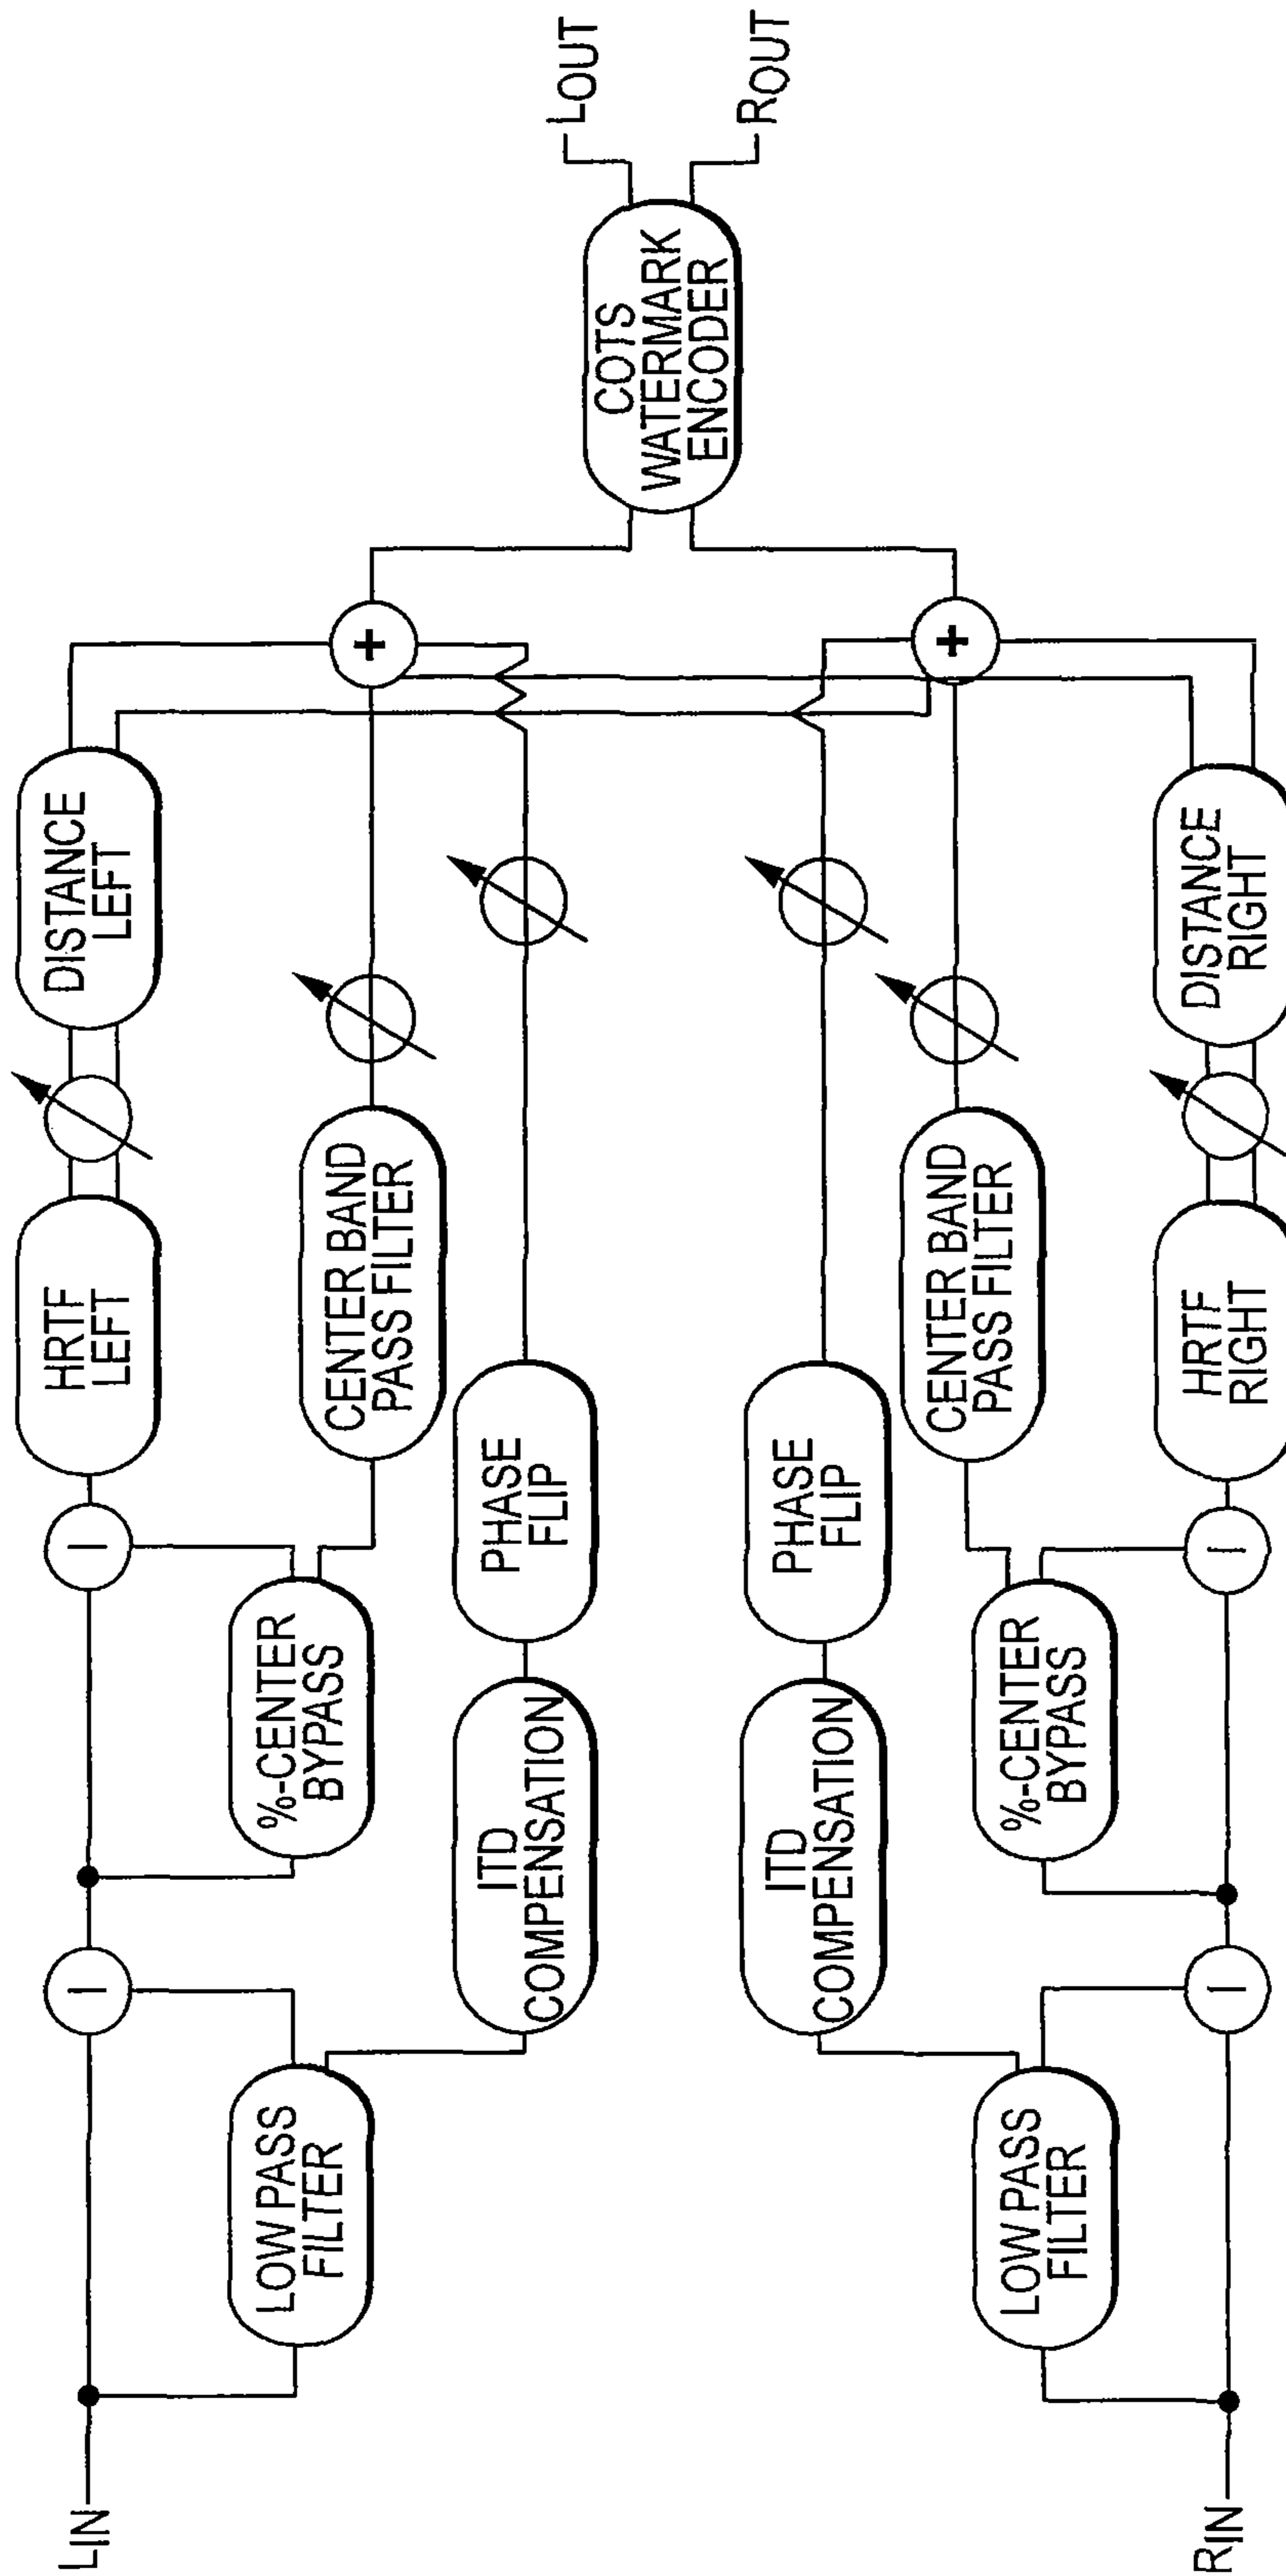 LIN
LOW PASS
FILTER
ITD
COMPENSATION
%-CENTER
BYPASS
PHASE
FLIP
HRTF
LEFT
CENTER BAND
PASS FILTER
DISTANCE
LEFT
+
COTS
WATERMARK
ENCODER
LOUT
ROUT
RIN
LOW PASS
FILTER
ITD
COMPENSATION
%-CENTER
BYPASS
PHASE
FLIP
CENTER BAND
PASS FILTER
HRTF
RIGHT
DISTANCE
RIGHT
+